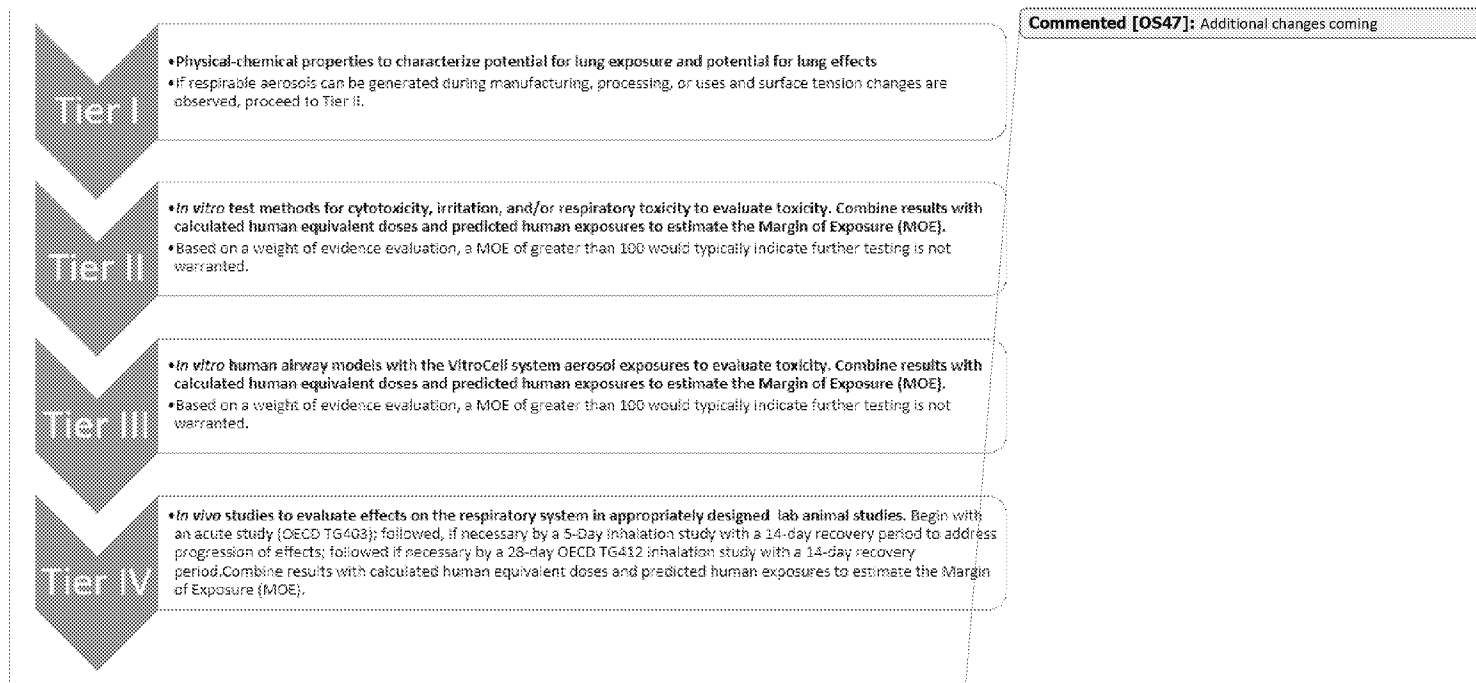 Commented [OS47]: Additional changes coming
Tier I
•Physical-chemical properties to characterize potential for lung exposure and potential for lung effects
•If respirable aerosols can be generated during manufacturing, processing, or uses and surface tension changes are
observed, proceed to Tier II.
Tier II
•In vitro test methods for cytotoxicity, irritation, and/or respiratory toxicity to evaluate toxicity. Combine results with
calculated human equivalent doses and predicted human exposures to estimate the Margin of Exposure (MOE).
•Based on a weight of evidence evaluation, a MOE of greater than 100 would typically indicate further testing is not
warranted.
Tier III
•In vitro human airway models with the VitroCell system aerosol exposures to evaluate toxicity. Combine results with
calculated human equivalent doses and predicted human exposures to estimate the Margin of Exposure (MOE).
•Based on a weight of evidence evaluation, a MOE of greater than 100 would typically indicate further testing is not
warranted.
Tier IV
•In vivo studies to evaluate effects on the respiratory system in appropriately designed lab animal studies. Begin with
an acute study (OECD TG403); followed, if necessary by a 5-Day inhalation study with a 14-day recovery period to address
progression of effects; followed if necessary by a 28-day OECD TG412 inhalation study with a 14-day recovery
period.Combine results with calculated human equivalent doses and predicted human exposures to estimate the Margin
of Exposure (MOE).